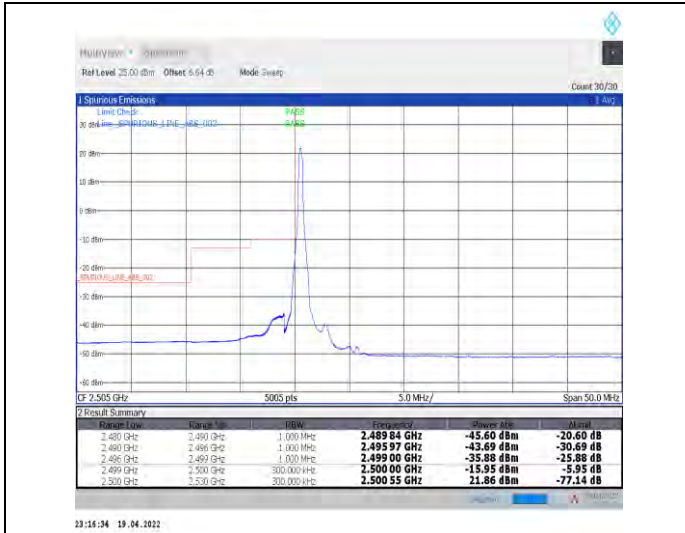 MultiView Spectrum
Ref Level 25.00 dBm Offset 6.64 dB Mode Sweep
Count 30/30
1 Spurious Emissions
1 Avg
Limit Check PASS
30 dBm Line _SPURIOUS_LINE_ABS_002 PASS
20 dBm
10 dBm
0 dBm
-10 dBm
-20 dBm
_SPURIOUS_LINE_ABS_002
-30 dBm
-40 dBm
-50 dBm
-60 dBm
CF 2.505 GHz 5005 pts 5.0 MHz/ Span 50.0 MHz
2 Result Summary
Range Low Range Up RBW Frequency Power Abs ΔLimit
2.480 GHz 2.490 GHz 1.000 MHz 2.489 84 GHz -45.60 dBm -20.60 dB
2.490 GHz 2.496 GHz 1.000 MHz 2.495 97 GHz -43.69 dBm -30.69 dB
2.496 GHz 2.499 GHz 1.000 MHz 2.499 00 GHz -35.88 dBm -25.88 dB
2.499 GHz 2.500 GHz 300.000 kHz 2.500 00 GHz -15.95 dBm -5.95 dB
2.500 GHz 2.530 GHz 300.000 kHz 2.500 55 GHz 21.86 dBm -77.14 dB
23:16:34 19.04.2022